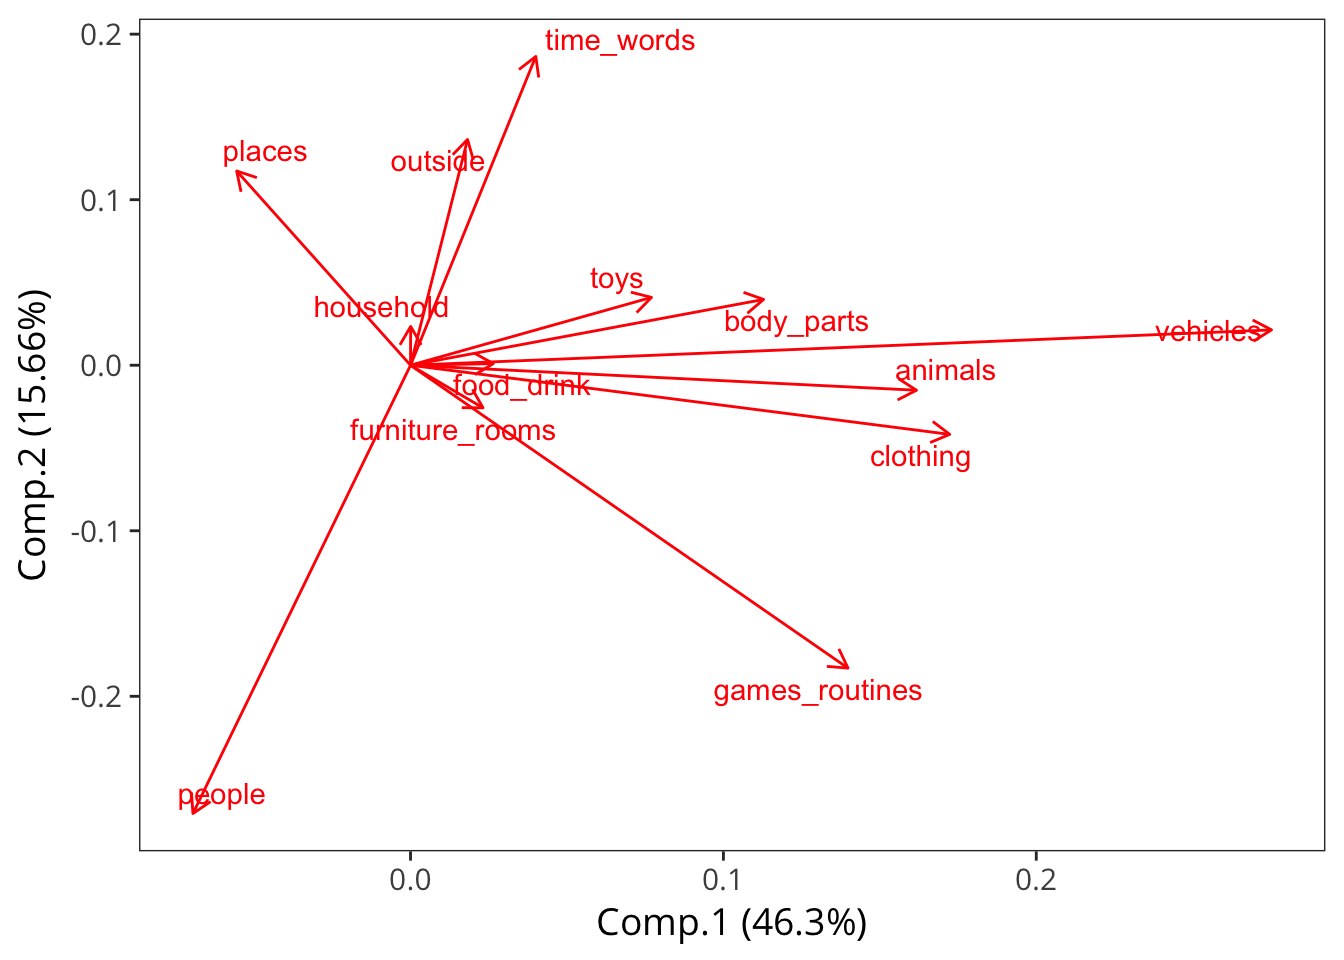 0.2
0.1
0.0
-0.1
-0.2
Comp.2 (15.66%)
time_words
places
outside
toys
household
body_parts
vehicles
animals
food_drink
furniture_rooms
clothing
games_routines
people
0.0
0.1
0.2
Comp.1 (46.3%)